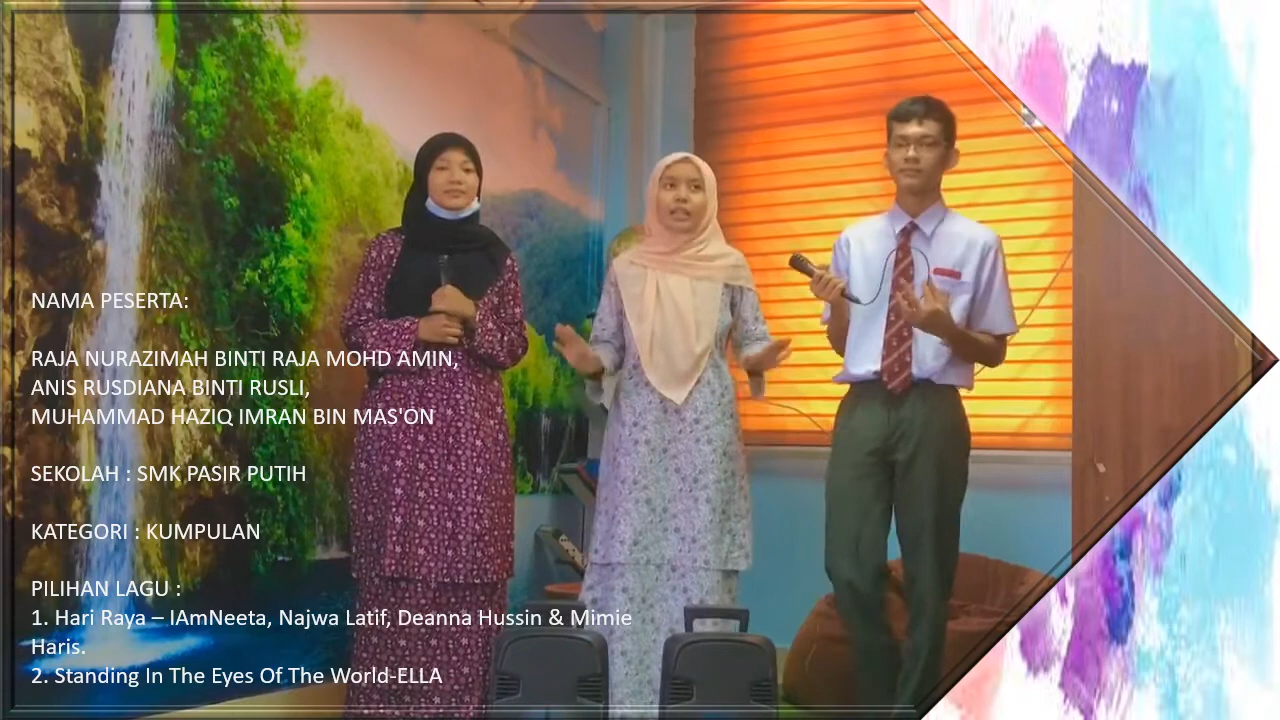 NAMA PESERTA:
RAJA NURAZIMAH BINTI RAJA MOHD AMIN,
ANIS RUSDIANA BINTI RUSLI,
MUHAMMAD HAZIQ IMRAN BIN MAS'ON
SEKOLAH : SMK PASIR PUTIH
KATEGORI : KUMPULAN
PILIHAN LAGU :
1. Hari Raya – IAmNeeta, Najwa Latif, Deanna Hussin & Mimie
Haris.
2. Standing In The Eyes Of The World-ELLA